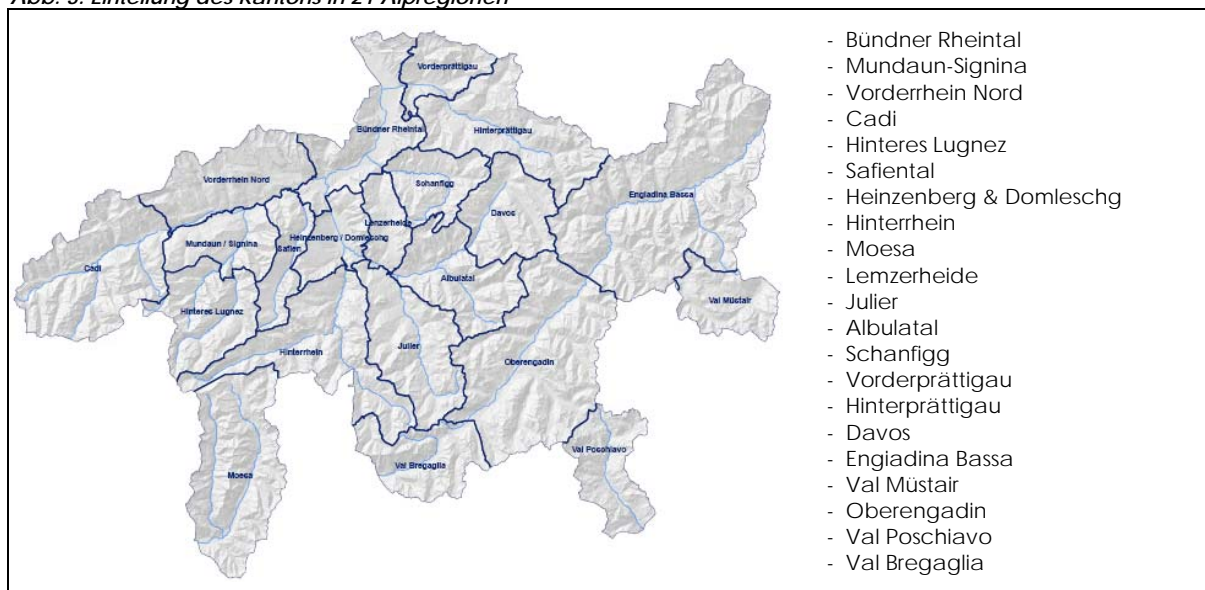 Abb. 5: Einteilung des Kantons in 21 Alpregionen
Vorderprättigau
Bündner Rheintal
Hinterprättigau
Vorderrhein Nord
Schanfigg
Engiadina Bassa
Davos
Lenzerheide
Mundaun / Signina
Heinzenberg / Domleschg
Safien
Cadi
Albulatal
Val Müstair
Hinteres Lugnez
Hinterrhein
Julier
Oberengadin
Val Poschiavo
Val Bregaglia
Moesa
- Bündner Rheintal
- Mundaun-Signina
- Vorderrhein Nord
- Cadi
- Hinteres Lugnez
- Safiental
- Heinzenberg & Domleschg
- Hinterrhein
- Moesa
- Lemzerheide
- Julier
- Albulatal
- Schanfigg
- Vorderprättigau
- Hinterprättigau
- Davos
- Engiadina Bassa
- Val Müstair
- Oberengadin
- Val Poschiavo
- Val Bregaglia